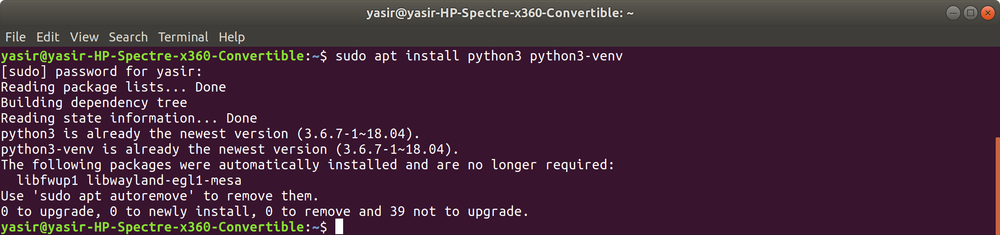 yasir@yasir-HP-Spectre-x360-Convertible: ~
File Edit View Search Terminal Help
yasir@yasir-HP-Spectre-x360-Convertible:~$ sudo apt install python3 python3-venv
[sudo] password for yasir:
Reading package lists... Done
Building dependency tree
Reading state information... Done
python3 is already the newest version (3.6.7-1~18.04).
python3-venv is already the newest version (3.6.7-1~18.04).
The following packages were automatically installed and are no longer required:
  libfwup1 libwayland-egl1-mesa
Use 'sudo apt autoremove' to remove them.
0 to upgrade, 0 to newly install, 0 to remove and 39 not to upgrade.
yasir@yasir-HP-Spectre-x360-Convertible:~$